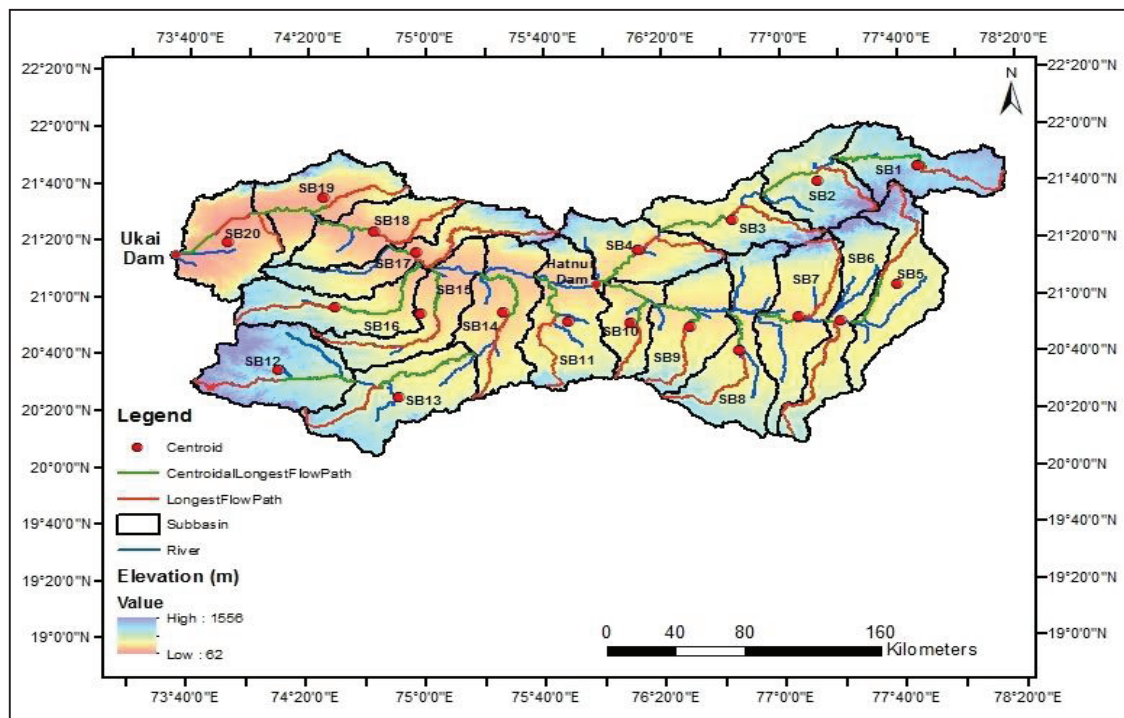 73°40'0"E 74°20'0"E 75°0'0"E 75°40'0"E 76°20'0"E 77°0'0"E 77°40'0"E 78°20'0"E
22°20'0"N
22°20'0"N
N
22°0'0"N
22°0'0"N
21°40'0"N
21°40'0"N
21°20'0"N
21°20'0"N
21°0'0"N
21°0'0"N
20°40'0"N
20°40'0"N
20°20'0"N
20°20'0"N
20°0'0"N
20°0'0"N
19°40'0"N
19°40'0"N
19°20'0"N
19°20'0"N
19°0'0"N
19°0'0"N
SB1
SB2
SB19
SB18
SB3
SB20
Ukai
Dam
SB4
SB17
Hatnur
Dam
SB7
SB6
SB5
SB15
SB14
SB16
SB10
SB11
SB9
SB12
SB13
SB8
Legend
Centroid
CentroidalLongestFlowPath
LongestFlowPath
Subbasin
River
Elevation (m)
Value
High : 1556
Low : 62
0 40 80 160
Kilometers
73°40'0"E 74°20'0"E 75°0'0"E 75°40'0"E 76°20'0"E 77°0'0"E 77°40'0"E 78°20'0"E